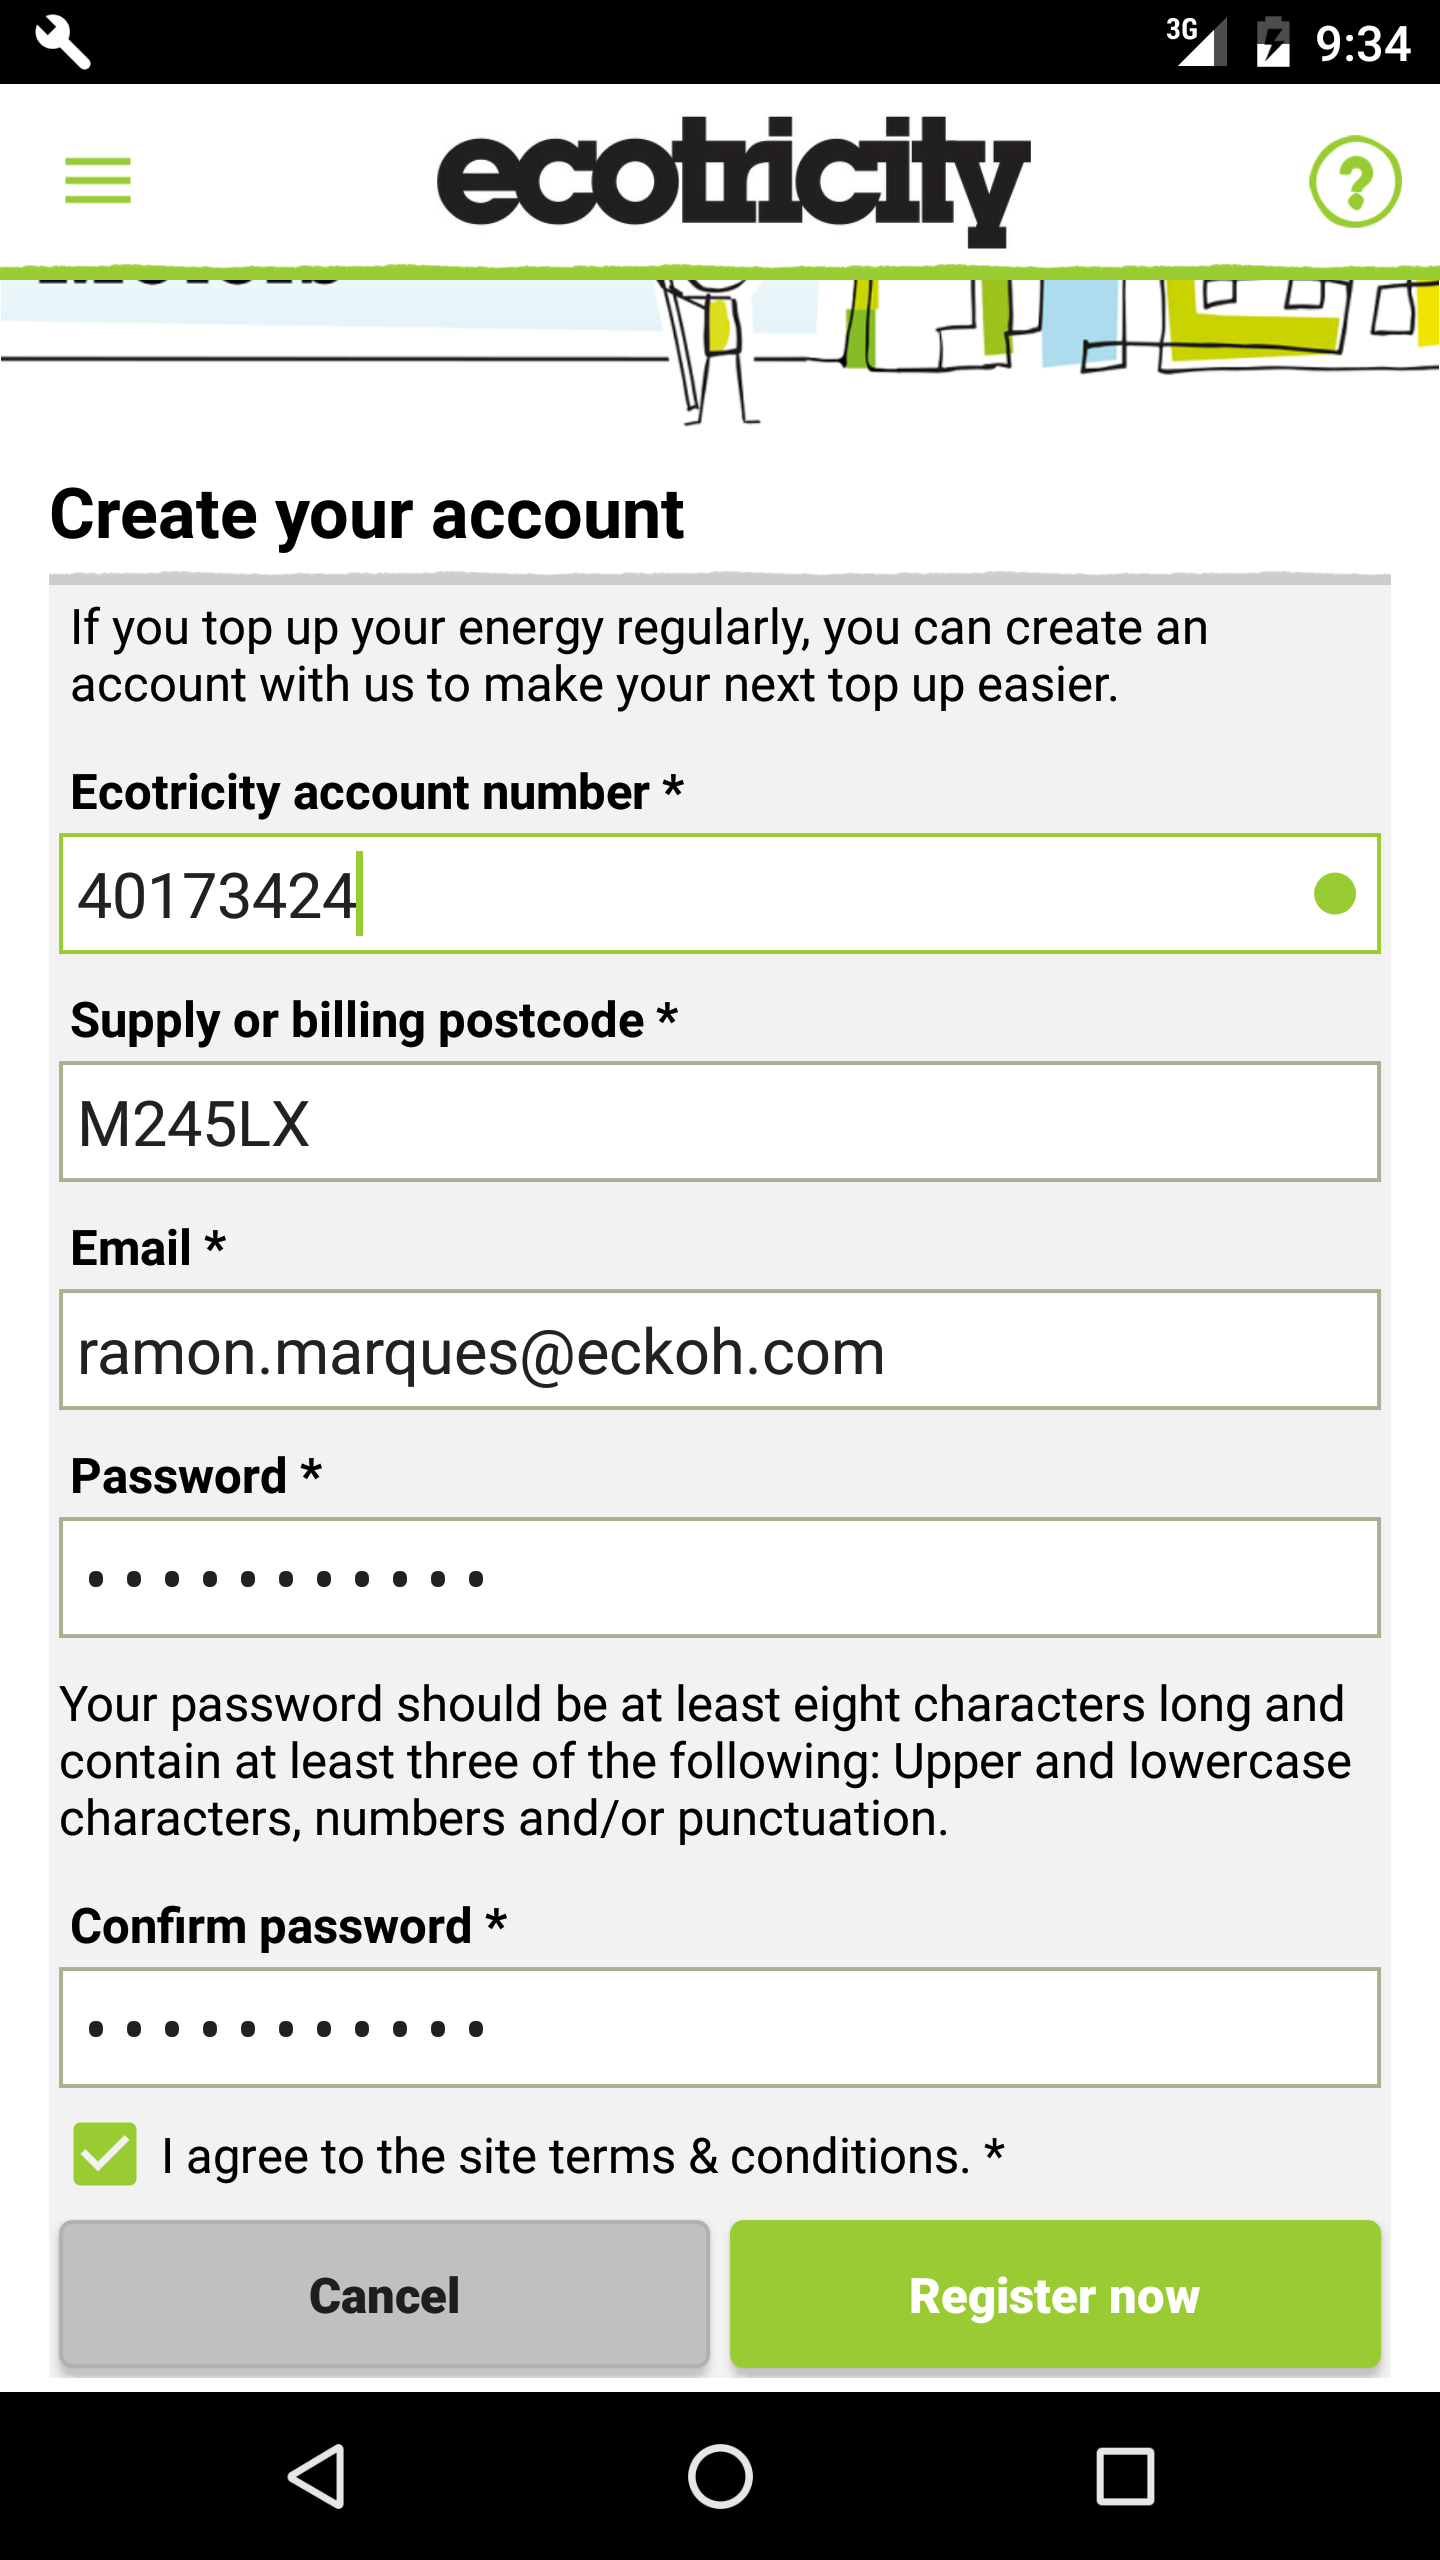 3G 9:34
ecotricity
Create your account
If you top up your energy regularly, you can create an
account with us to make your next top up easier.
Ecotricity account number *
40173424
Supply or billing postcode *
M245LX
Email *
ramon.marques@eckoh.com
Password *
•••••••••••
Your password should be at least eight characters long and
contain at least three of the following: Upper and lowercase
characters, numbers and/or punctuation.
Confirm password *
•••••••••••
I agree to the site terms & conditions. *
Cancel
Register now